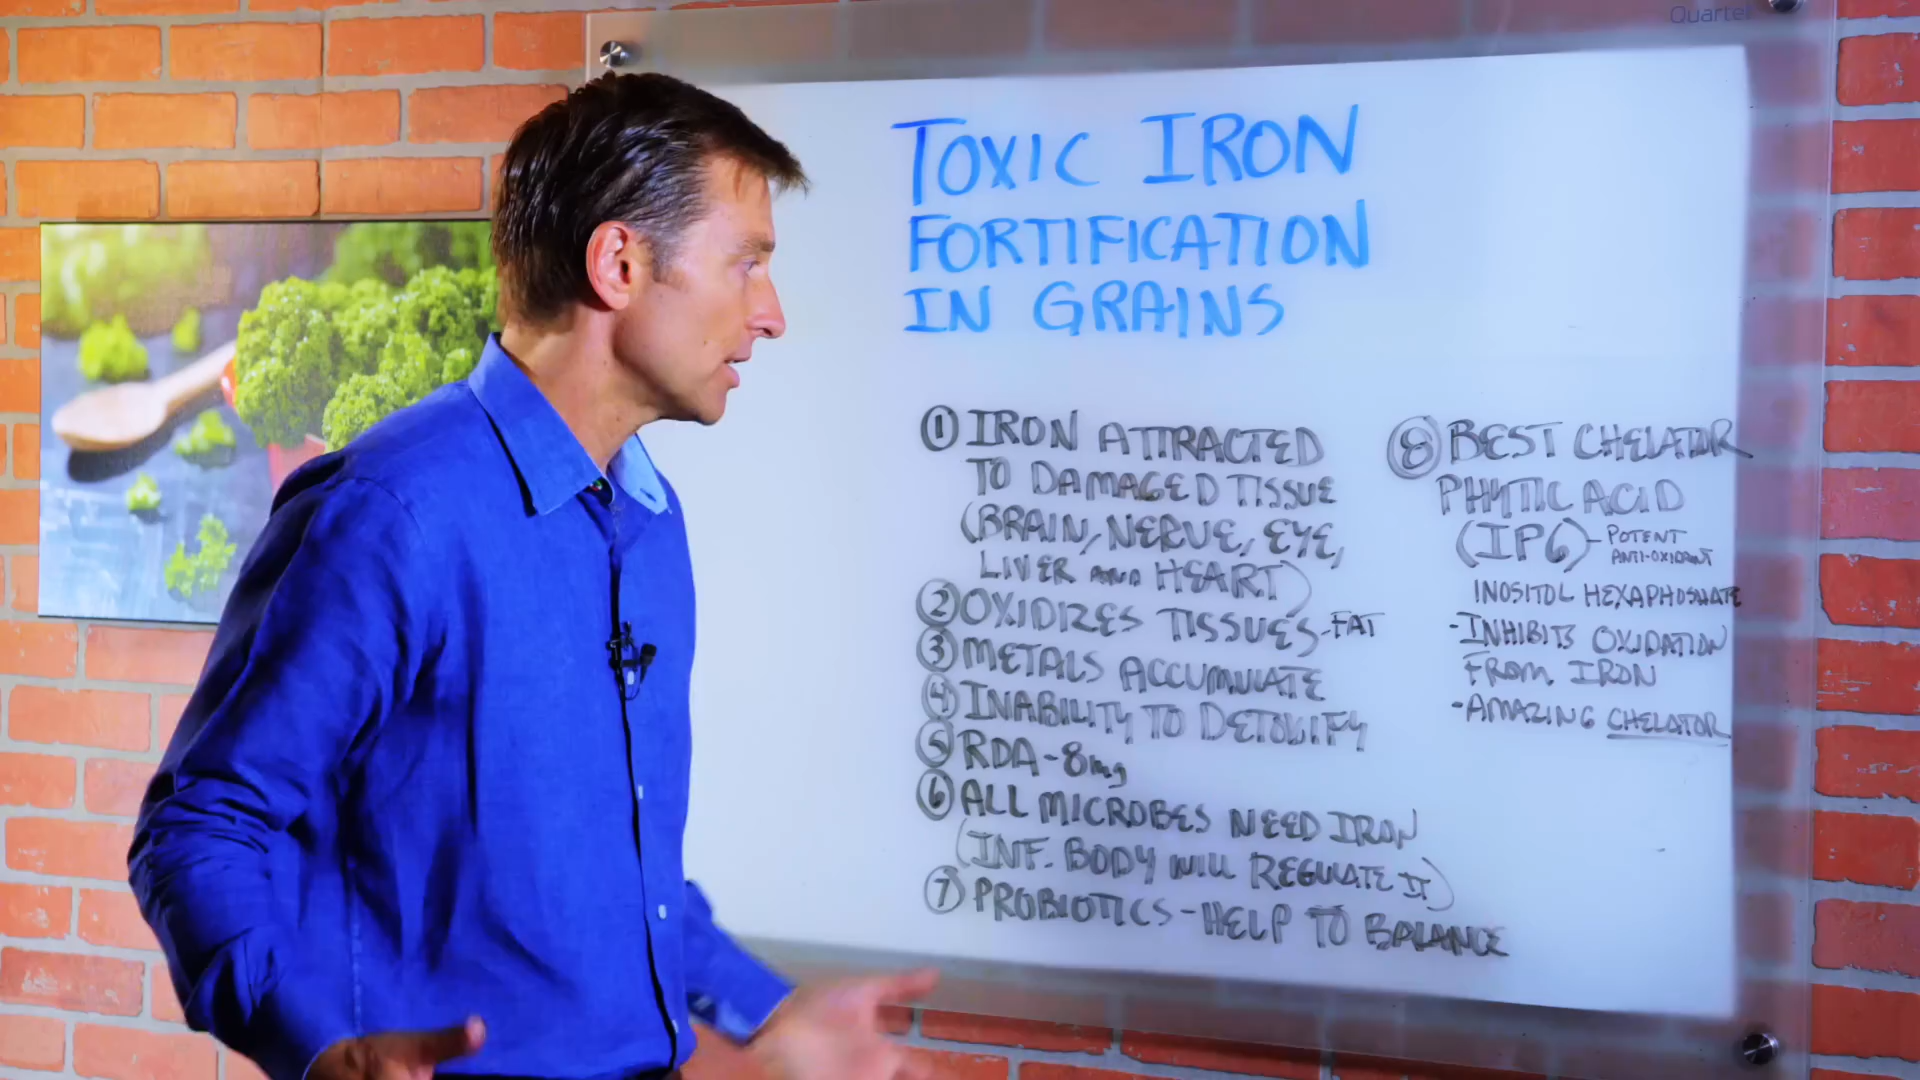 Quartet
TOXIC IRON
FORTIFICATION
IN GRAINS
① IRON ATTRACTED
TO DAMAGED TISSUE
(BRAIN, NERVE, EYE,
LIVER AND HEART)
② OXIDIZES TISSUES - FAT
③ METALS ACCUMULATE
④ INABILITY TO DETOXIFY
⑤ RDA - 8mg
⑥ ALL MICROBES NEED IRON
(INF. BODY WILL REGULATE IT)
⑦ PROBIOTICS - HELP TO BALANCE
⑧ BEST CHELATOR
PHYTIC ACID
(IP6) - POTENT
ANTI-OXIDANT
INOSITOL HEXAPHOSPHATE
- INHIBITS OXIDATION
FROM IRON
- AMAZING CHELATOR